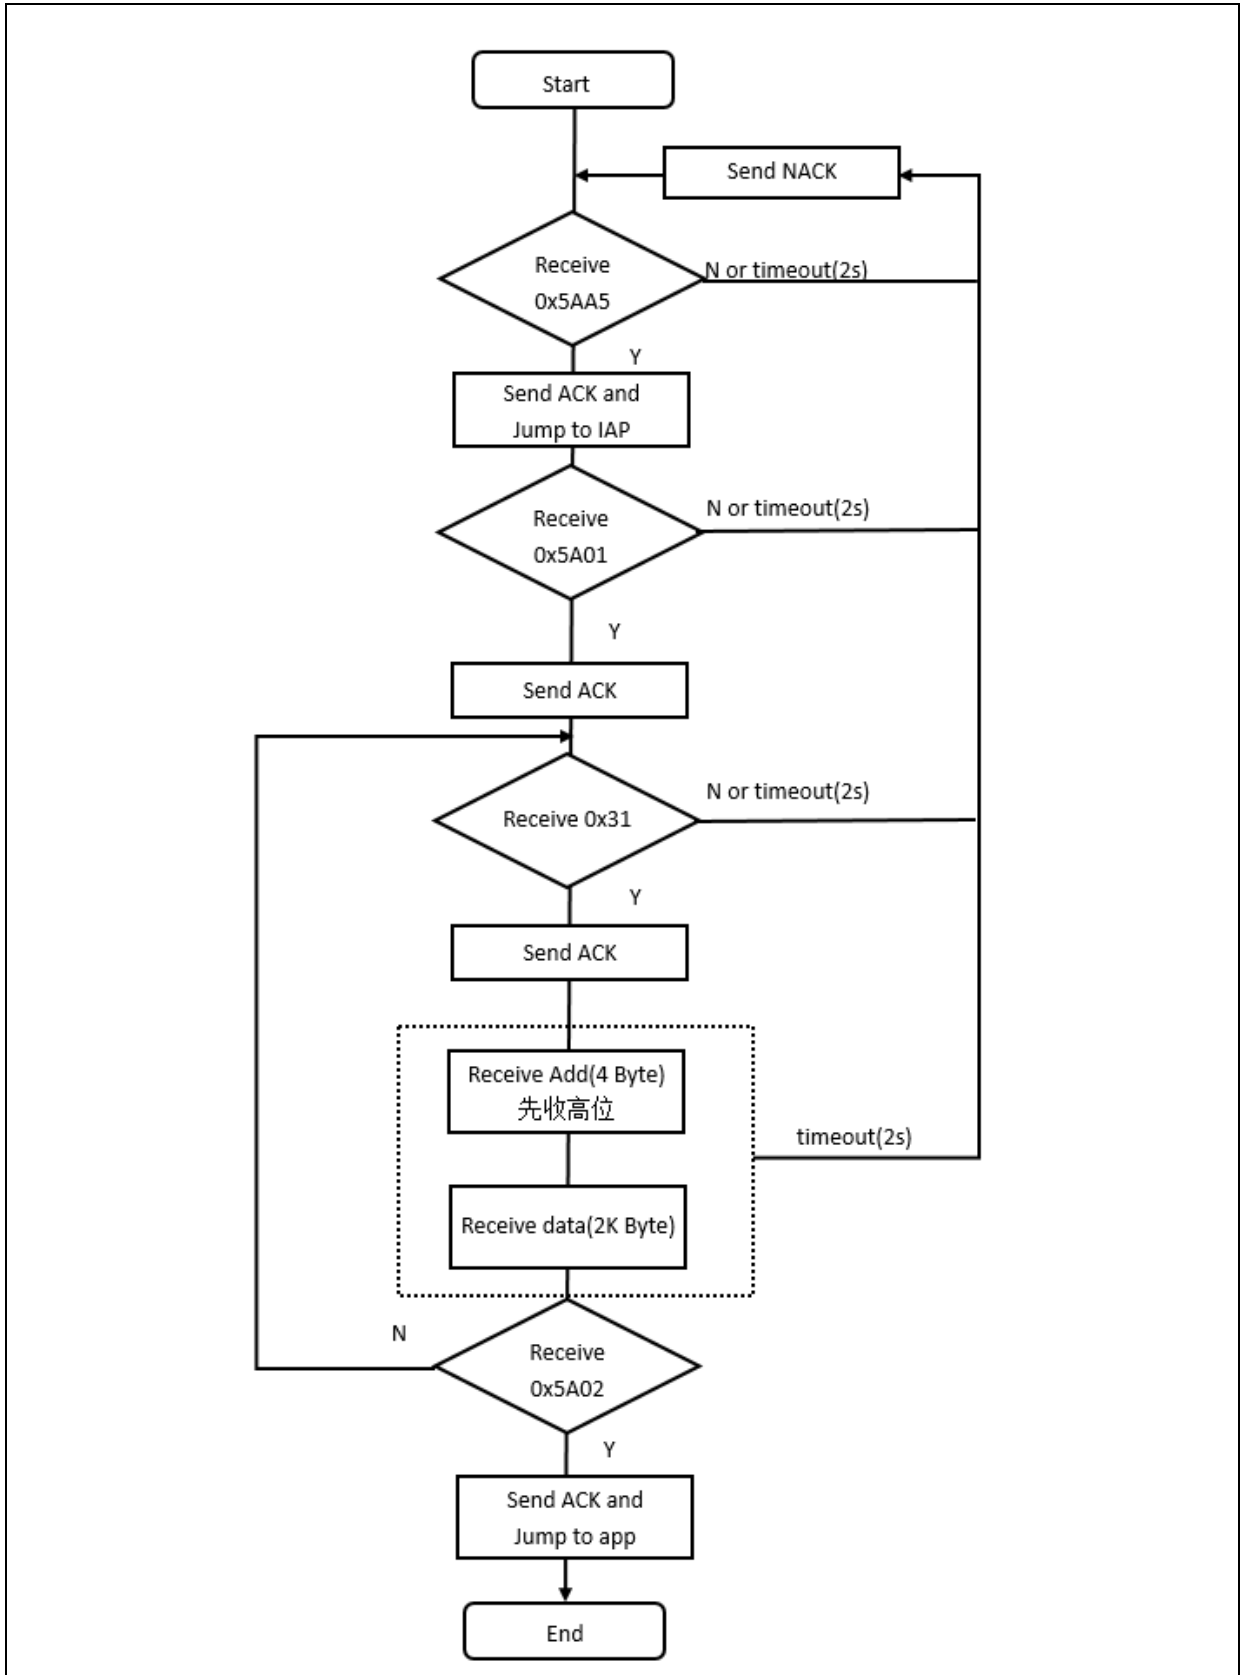 Start
Send NACK
Receive
0x5AA5
N or timeout(2s)
Y
Send ACK and
Jump to IAP
Receive
0x5A01
N or timeout(2s)
Y
Send ACK
Receive 0x31
N or timeout(2s)
Y
Send ACK
Receive Add(4 Byte)
先收高位
timeout(2s)
Receive data(2K Byte)
N
Receive
0x5A02
Y
Send ACK and
Jump to app
End